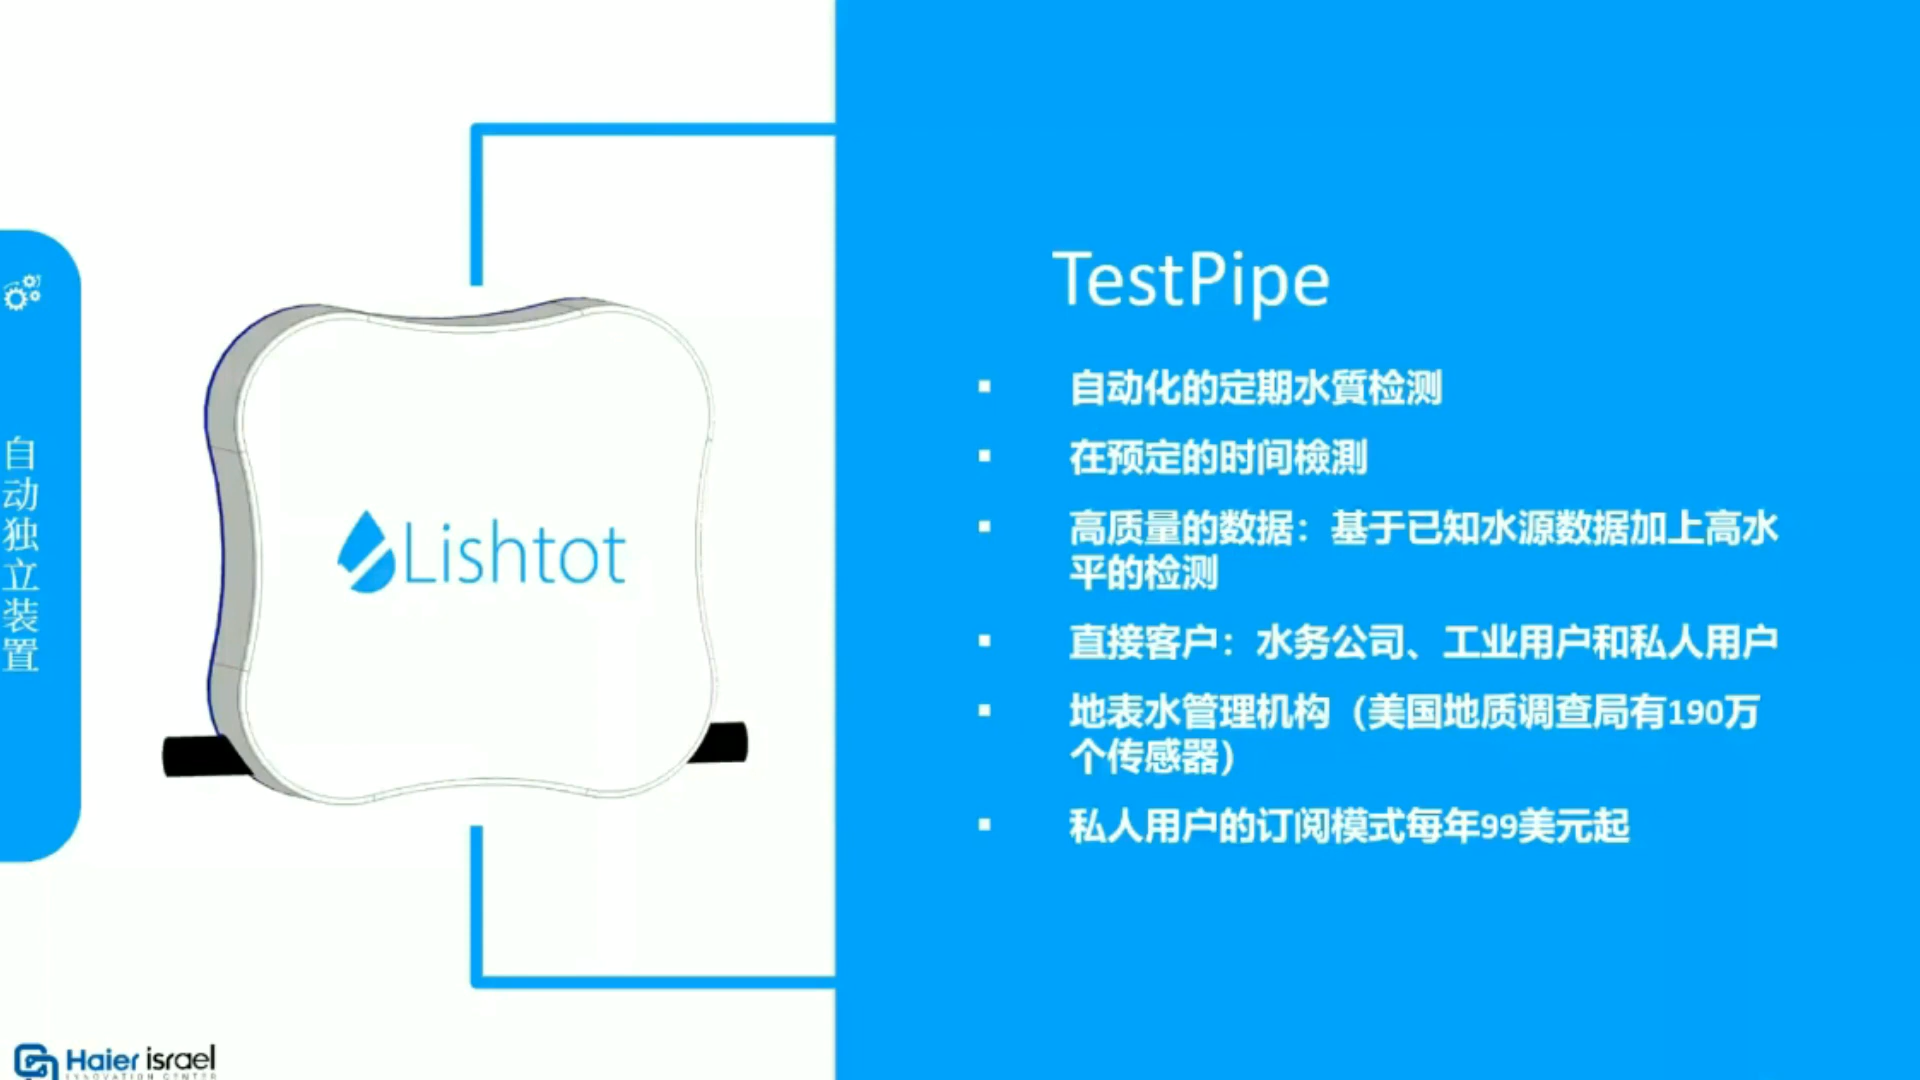 自动独立装置
Lishtot
TestPipe
自动化的定期水質检测
在预定的时间檢測
高质量的数据：基于已知水源数据加上高水
平的检测
直接客户：水务公司、工业用户和私人用户
地表水管理机构（美国地质调查局有190万
个传感器）
私人用户的订阅模式每年99美元起
Haier israel
INNOVATION CENTER